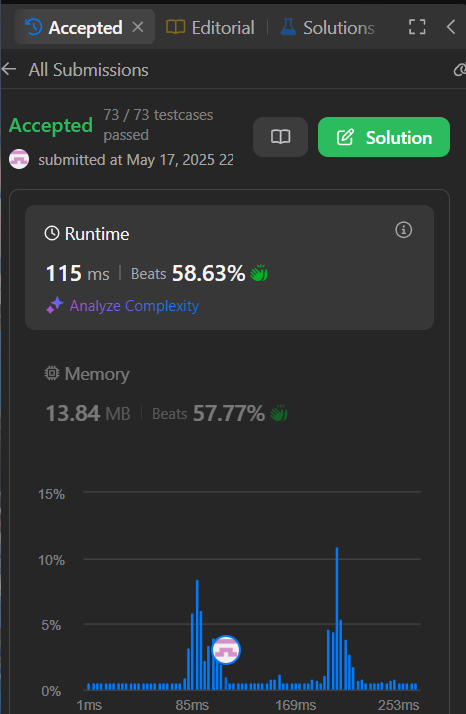 Accepted
Editorial
Solutions
All Submissions
Accepted 73 / 73 testcases
passed
submitted at May 17, 2025 22
Solution
Runtime
115 ms Beats 58.63%
Analyze Complexity
Memory
13.84 MB Beats 57.77%
15%
10%
5%
0%
1ms 85ms 169ms 253ms